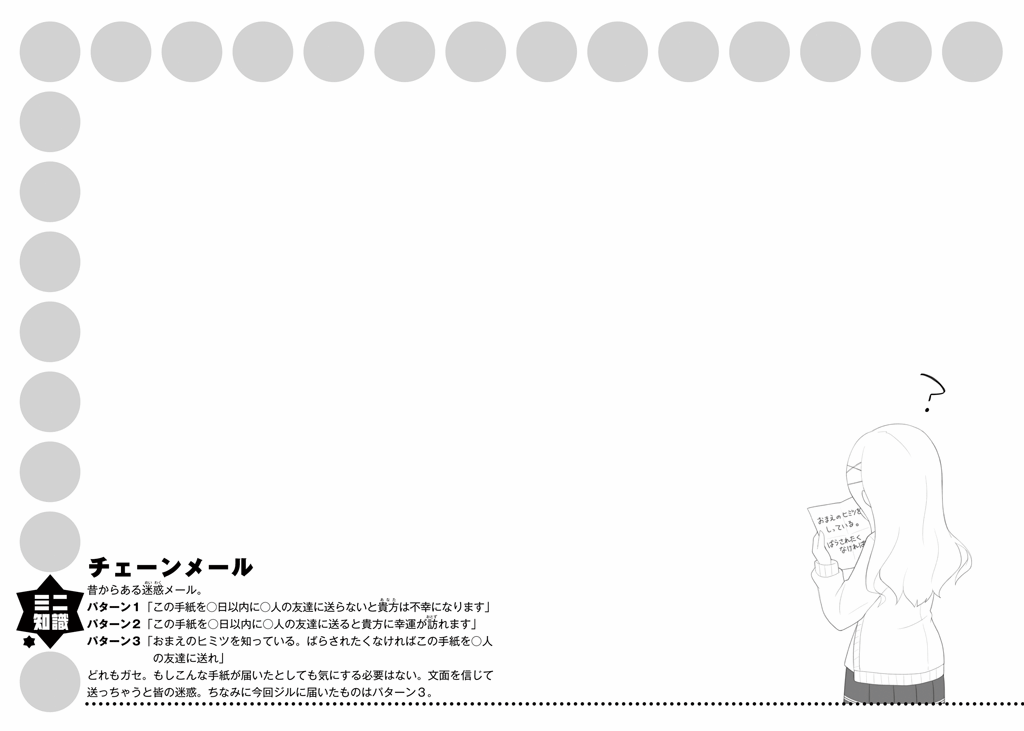 ?
おまえのヒミツを
しっている。
ばらされたく
なければ
チェーンメール
昔からある迷惑メール。
ミニ
知識
パターン1「この手紙を○日以内に○人の友達に送らないと貴方は不幸になります」
パターン2「この手紙を○日以内に○人の友達に送ると貴方に幸運が訪れます」
パターン3「おまえのヒミツを知っている。ばらされたくなければこの手紙を○人
の友達に送れ」
どれもガセ。もしこんな手紙が届いたとしても気にする必要はない。文面を信じて
送っちゃうと皆の迷惑。ちなみに今回ジルに届いたものはパターン3。